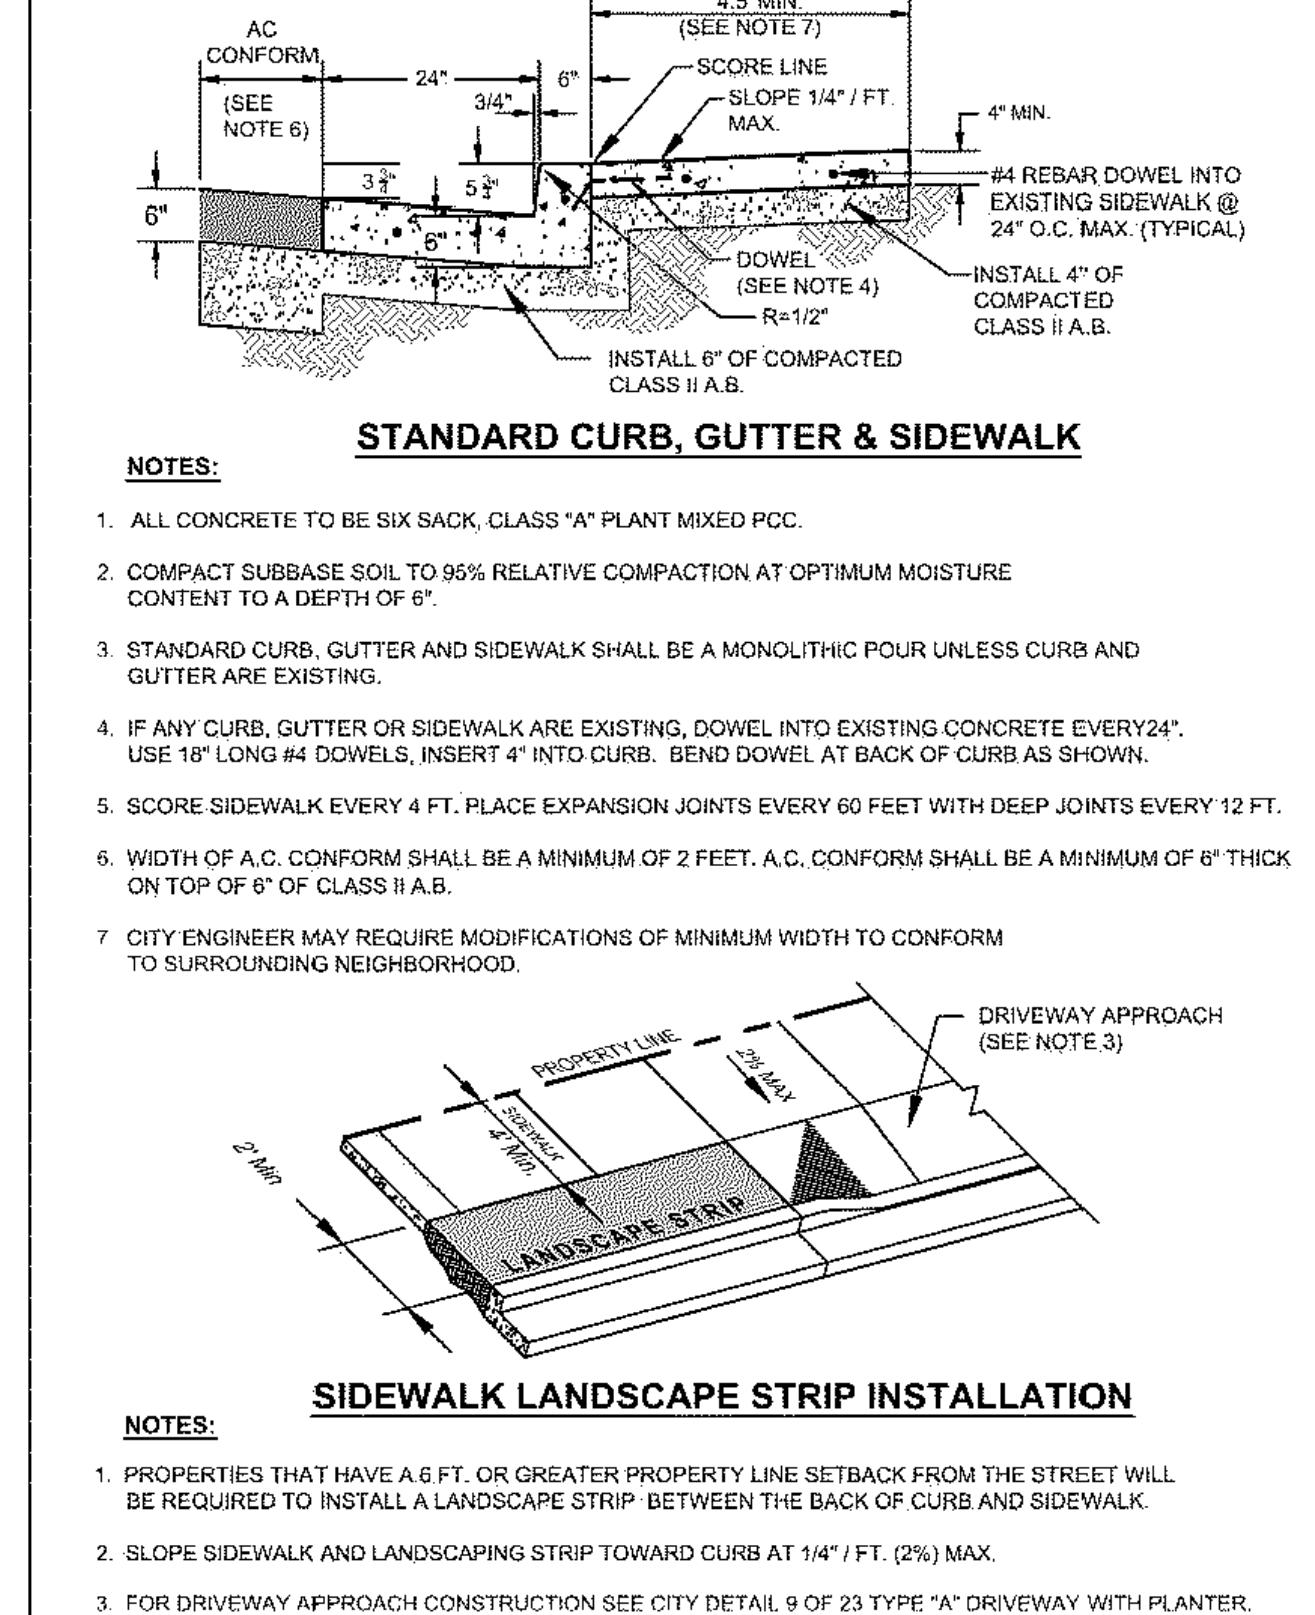 4.5' MIN.
(SEE NOTE 7)
AC
CONFORM
(SEE
NOTE 6)
24"
6"
3/4"
SCORE LINE
SLOPE 1/4" / FT.
MAX.
4" MIN.
3 3/4"
5 3/4"
6"
6"
#4 REBAR DOWEL INTO
EXISTING SIDEWALK @
24" O.C. MAX. (TYPICAL)
DOWEL
(SEE NOTE 4)
R=1/2"
INSTALL 4" OF
COMPACTED
CLASS II A.B.
INSTALL 6" OF COMPACTED
CLASS II A.B.
STANDARD CURB, GUTTER & SIDEWALK
NOTES:
1. ALL CONCRETE TO BE SIX SACK, CLASS "A" PLANT MIXED PCC.
2. COMPACT SUBBASE SOIL TO 95% RELATIVE COMPACTION AT OPTIMUM MOISTURE
CONTENT TO A DEPTH OF 6".
3. STANDARD CURB, GUTTER AND SIDEWALK SHALL BE A MONOLITHIC POUR UNLESS CURB AND
GUTTER ARE EXISTING.
4. IF ANY CURB, GUTTER OR SIDEWALK ARE EXISTING, DOWEL INTO EXISTING CONCRETE EVERY24".
USE 18" LONG #4 DOWELS, INSERT 4" INTO CURB. BEND DOWEL AT BACK OF CURB AS SHOWN.
5. SCORE SIDEWALK EVERY 4 FT. PLACE EXPANSION JOINTS EVERY 60 FEET WITH DEEP JOINTS EVERY 12 FT.
6. WIDTH OF A.C. CONFORM SHALL BE A MINIMUM OF 2 FEET. A.C. CONFORM SHALL BE A MINIMUM OF 6" THICK
ON TOP OF 6" OF CLASS II A.B.
7 CITY ENGINEER MAY REQUIRE MODIFICATIONS OF MINIMUM WIDTH TO CONFORM
TO SURROUNDING NEIGHBORHOOD.
DRIVEWAY APPROACH
(SEE NOTE 3)
PROPERTY LINE
2% MAX
SIDEWALK
4' Min.
2' Min
LANDSCAPE STRIP
SIDEWALK LANDSCAPE STRIP INSTALLATION
NOTES:
1. PROPERTIES THAT HAVE A 6 FT. OR GREATER PROPERTY LINE SETBACK FROM THE STREET WILL
BE REQUIRED TO INSTALL A LANDSCAPE STRIP BETWEEN THE BACK OF CURB AND SIDEWALK.
2. SLOPE SIDEWALK AND LANDSCAPING STRIP TOWARD CURB AT 1/4" / FT. (2%) MAX.
3. FOR DRIVEWAY APPROACH CONSTRUCTION SEE CITY DETAIL 9 OF 23 TYPE "A" DRIVEWAY WITH PLANTER.